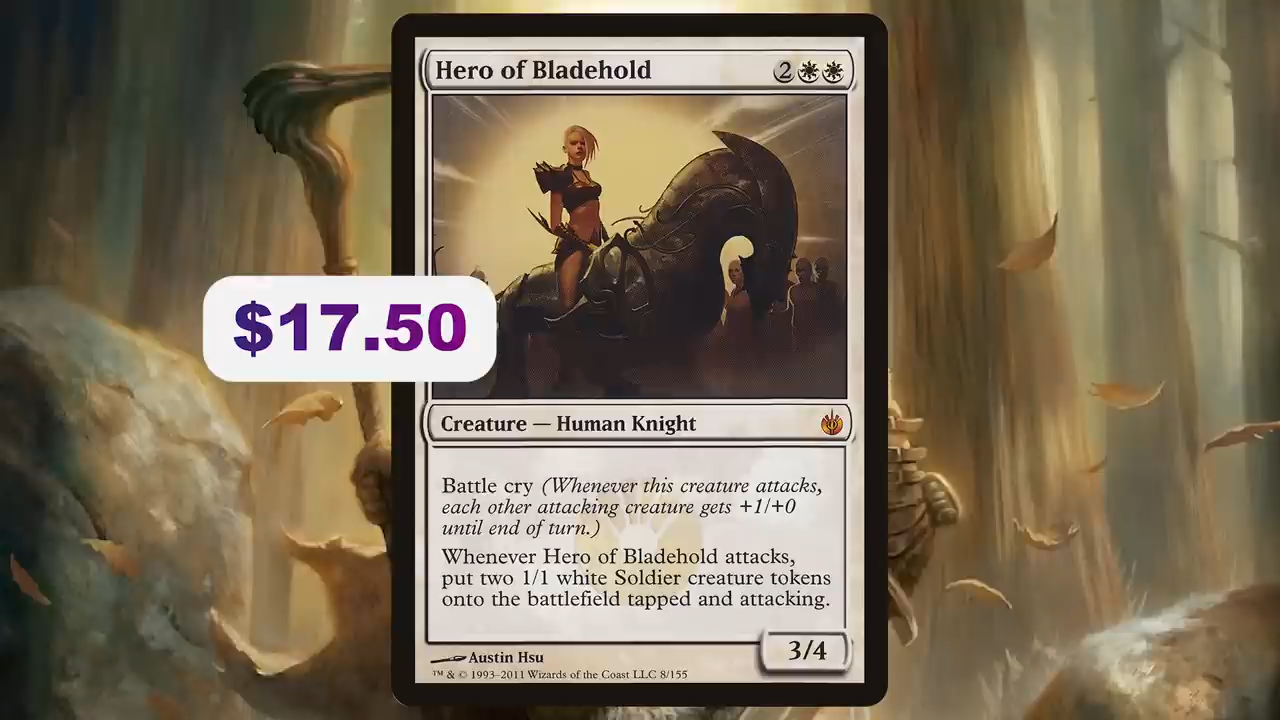 Hero of Bladehold
2
$17.50
Creature — Human Knight
Battle cry (Whenever this creature attacks,
each other attacking creature gets +1/+0
until end of turn.)
Whenever Hero of Bladehold attacks,
put two 1/1 white Soldier creature tokens
onto the battlefield tapped and attacking.
3/4
Austin Hsu
™ & © 1993–2011 Wizards of the Coast LLC 8/155